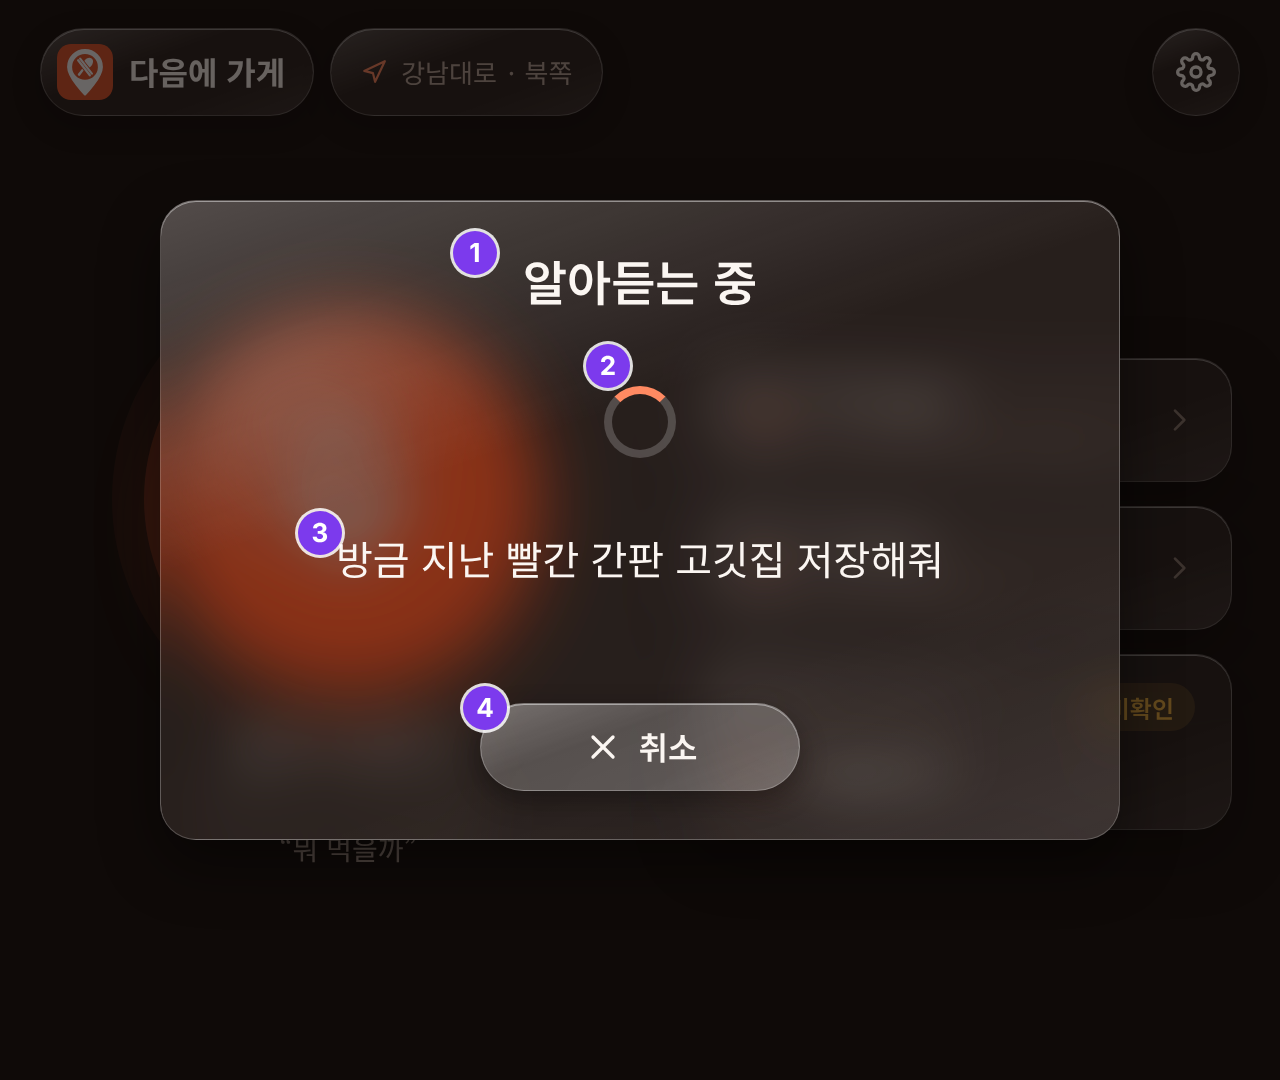 다음에 가게
강남대로 · 북쪽
1
알아듣는 중
2
3
방금 지난 빨간 간판 고깃집 저장해줘
4
취소
“뭐 먹을까”